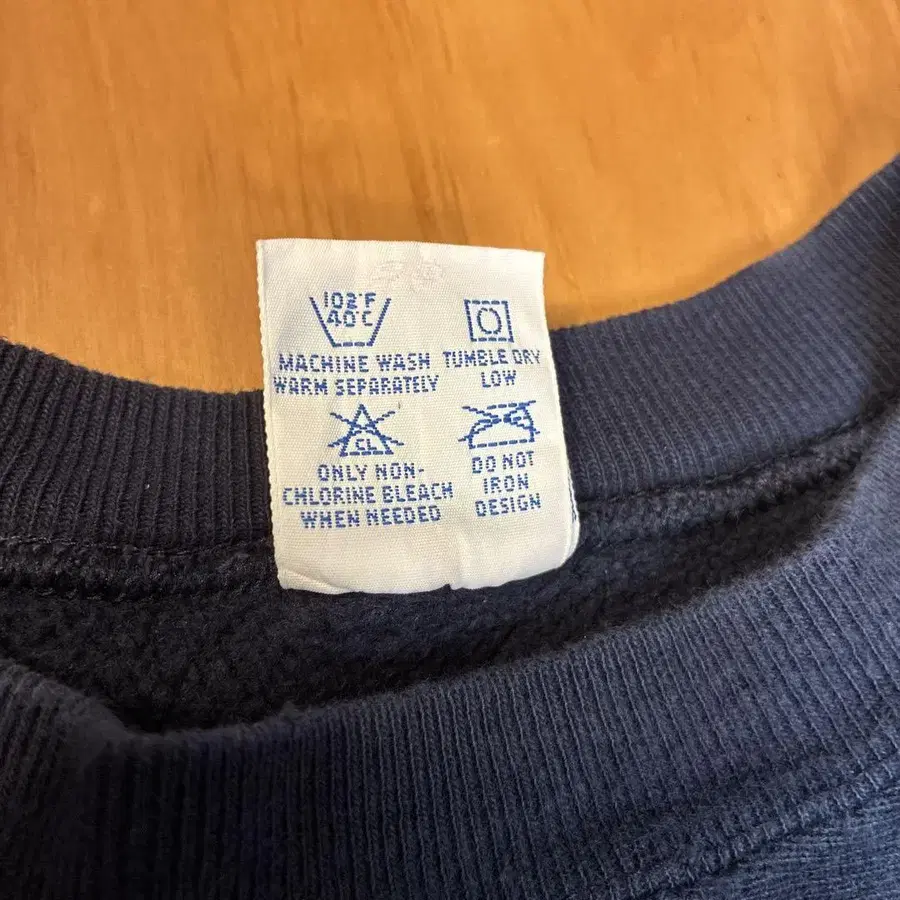 102°F
40°C
MACHINE WASH
WARM SEPARATELY
TUMBLE DRY
LOW
CL
ONLY NON-
CHLORINE BLEACH
WHEN NEEDED
DO NOT
IRON
DESIGN